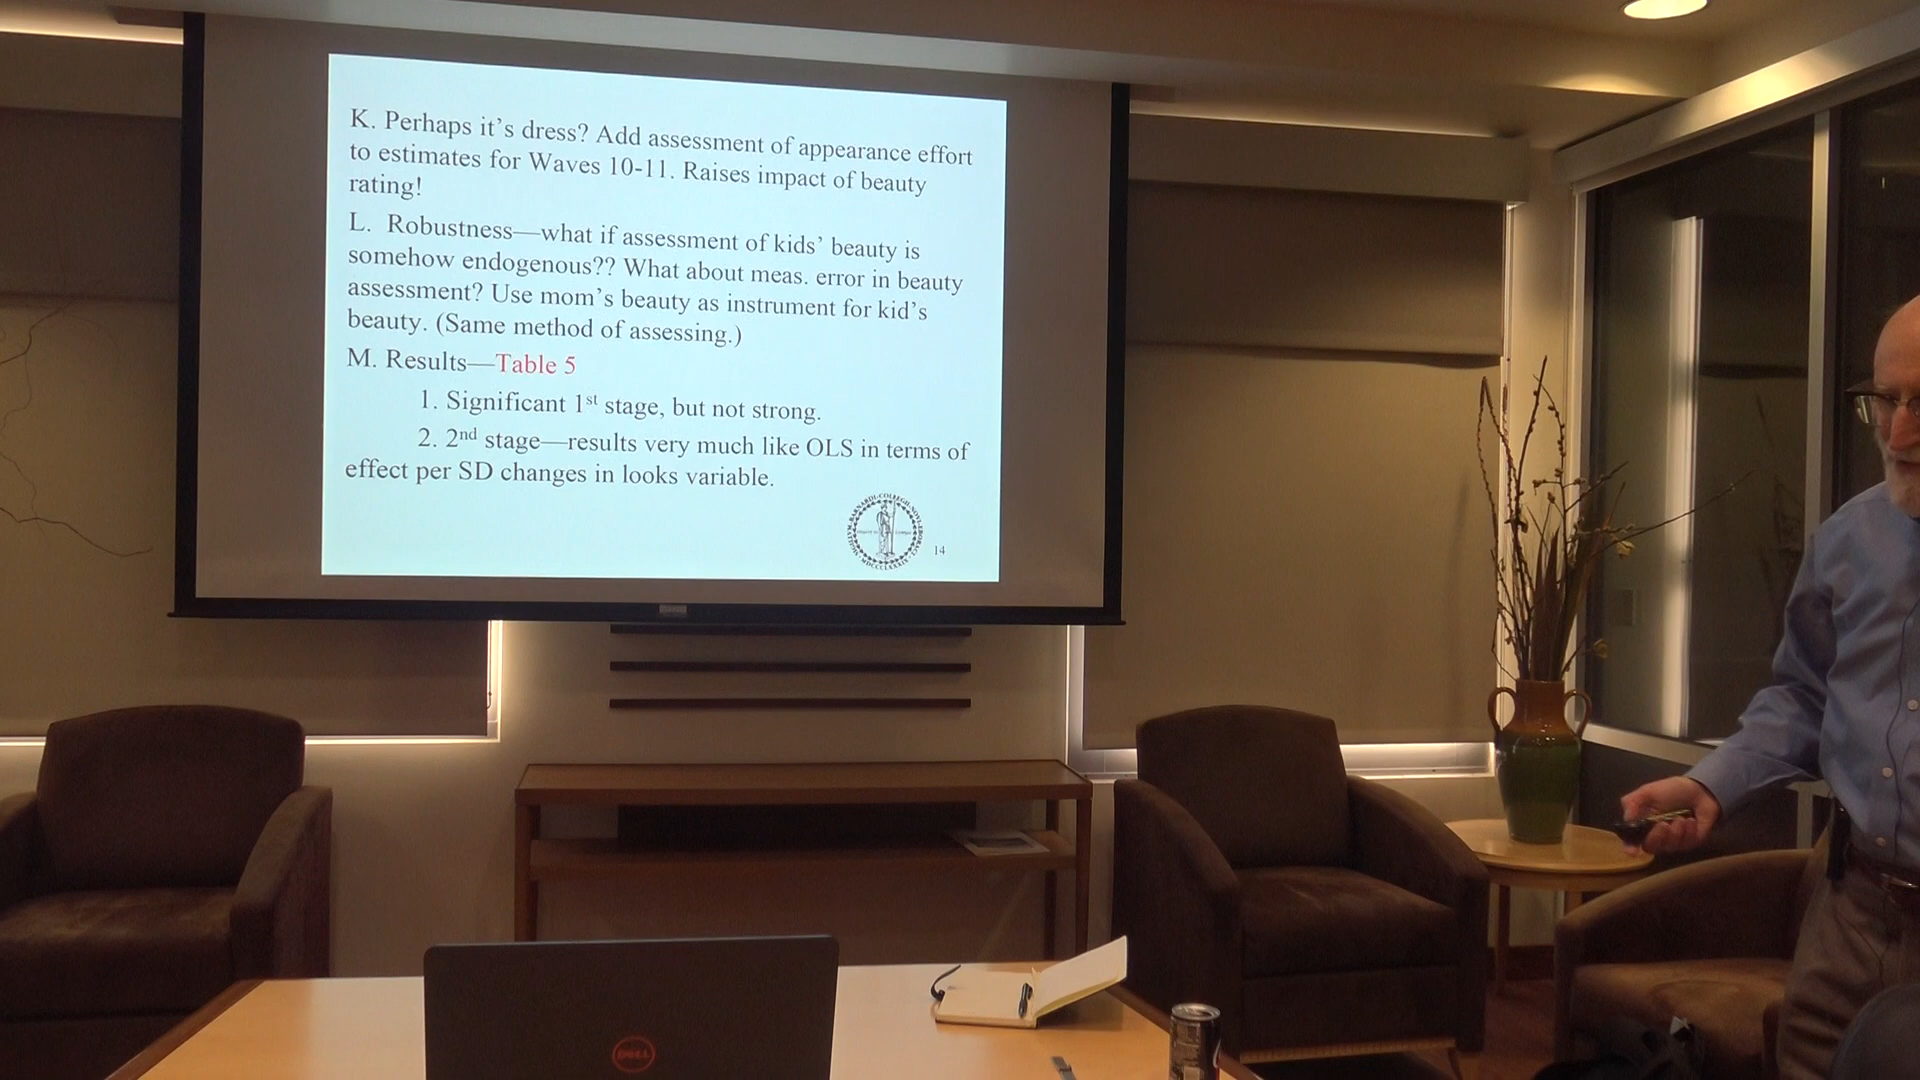 K. Perhaps it's dress? Add assessment of appearance effort
to estimates for Waves 10-11. Raises impact of beauty
rating!
L. Robustness—what if assessment of kids' beauty is
somehow endogenous?? What about meas. error in beauty
assessment? Use mom's beauty as instrument for kid's
beauty. (Same method of assessing.)
M. Results—Table 5
1. Significant 1st stage, but not strong.
2. 2nd stage—results very much like OLS in terms of
effect per SD changes in looks variable.
14
DELL